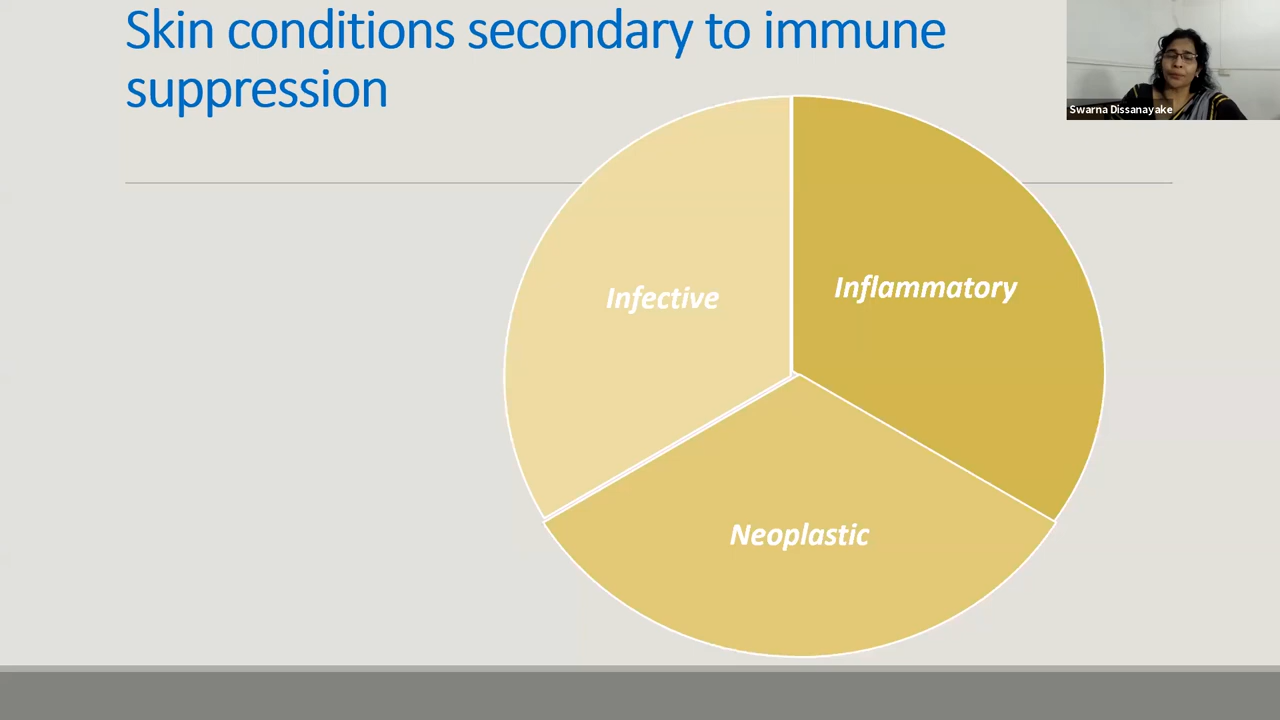 Skin conditions secondary to immune
suppression
Swarna Dissanayake
Inflammatory
Infective
Neoplastic